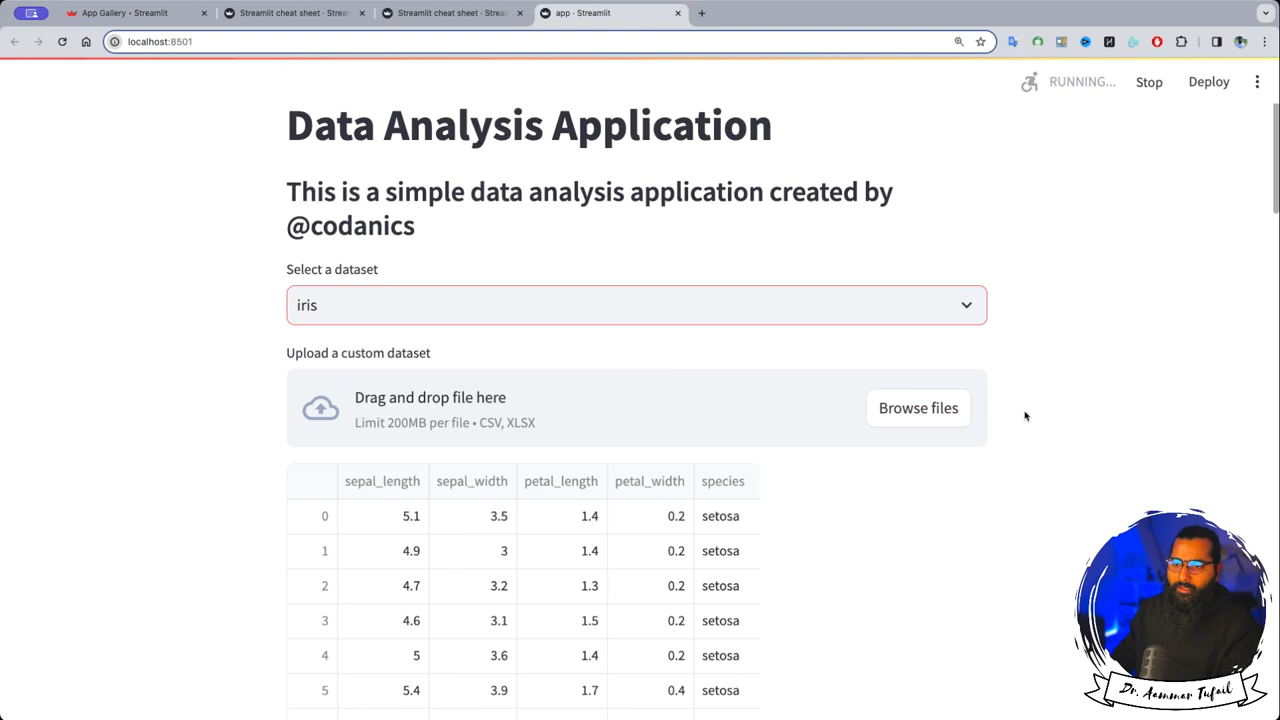 App Gallery • Streamlit
Streamlit cheat sheet - Stream
Streamlit cheat sheet - Stream
app · Streamlit
localhost:8501
RUNNING...
Stop
Deploy
Data Analysis Application
This is a simple data analysis application created by
@codanics
Select a dataset
iris
Upload a custom dataset
Drag and drop file here
Limit 200MB per file • CSV, XLSX
Browse files
sepal_length sepal_width petal_length petal_width species
0 5.1 3.5 1.4 0.2 setosa
1 4.9 3 1.4 0.2 setosa
2 4.7 3.2 1.3 0.2 setosa
3 4.6 3.1 1.5 0.2 setosa
4 5 3.6 1.4 0.2 setosa
5 5.4 3.9 1.7 0.4 setosa
Dr. Aammar Tufail